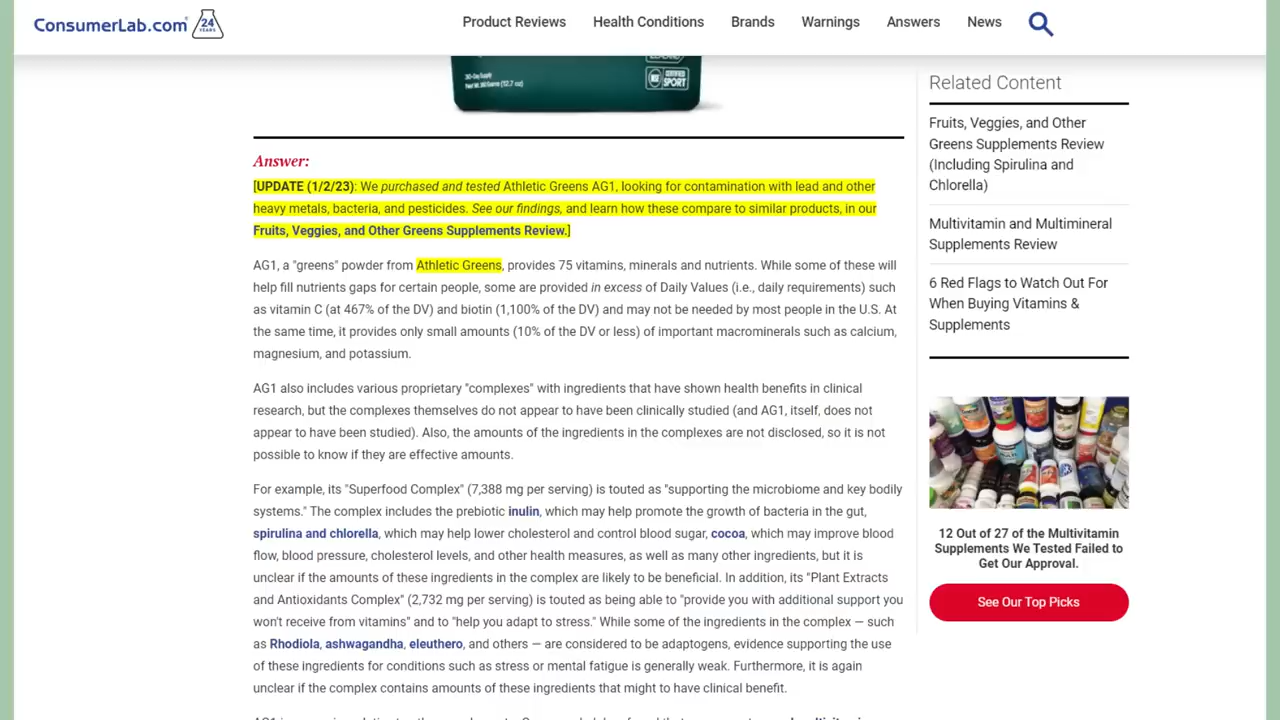 ConsumerLab.com
24
YEARS
Product Reviews
Health Conditions
Brands
Warnings
Answers
News
30-Day Supply
Net Wt. 360 Grams (12.7 oz)
NSF CERTIFIED
SPORT
Related Content
Fruits, Veggies, and Other
Greens Supplements Review
(Including Spirulina and
Chlorella)
Multivitamin and Multimineral
Supplements Review
6 Red Flags to Watch Out For
When Buying Vitamins &
Supplements
12 Out of 27 of the Multivitamin
Supplements We Tested Failed to
Get Our Approval.
See Our Top Picks
Answer:
[UPDATE (1/2/23): We purchased and tested Athletic Greens AG1, looking for contamination with lead and other
heavy metals, bacteria, and pesticides. See our findings, and learn how these compare to similar products, in our
Fruits, Veggies, and Other Greens Supplements Review.]
AG1, a "greens" powder from Athletic Greens, provides 75 vitamins, minerals and nutrients. While some of these will
help fill nutrients gaps for certain people, some are provided in excess of Daily Values (i.e., daily requirements) such
as vitamin C (at 467% of the DV) and biotin (1,100% of the DV) and may not be needed by most people in the U.S. At
the same time, it provides only small amounts (10% of the DV or less) of important macrominerals such as calcium,
magnesium, and potassium.
AG1 also includes various proprietary "complexes" with ingredients that have shown health benefits in clinical
research, but the complexes themselves do not appear to have been clinically studied (and AG1, itself, does not
appear to have been studied). Also, the amounts of the ingredients in the complexes are not disclosed, so it is not
possible to know if they are effective amounts.
For example, its "Superfood Complex" (7,388 mg per serving) is touted as "supporting the microbiome and key bodily
systems." The complex includes the prebiotic inulin, which may help promote the growth of bacteria in the gut,
spirulina and chlorella, which may help lower cholesterol and control blood sugar, cocoa, which may improve blood
flow, blood pressure, cholesterol levels, and other health measures, as well as many other ingredients, but it is
unclear if the amounts of these ingredients in the complex are likely to be beneficial. In addition, its "Plant Extracts
and Antioxidants Complex" (2,732 mg per serving) is touted as being able to "provide you with additional support you
won't receive from vitamins" and to "help you adapt to stress." While some of the ingredients in the complex — such
as Rhodiola, ashwagandha, eleuthero, and others — are considered to be adaptogens, evidence supporting the use
of these ingredients for conditions such as stress or mental fatigue is generally weak. Furthermore, it is again
unclear if the complex contains amounts of these ingredients that might to have clinical benefit.